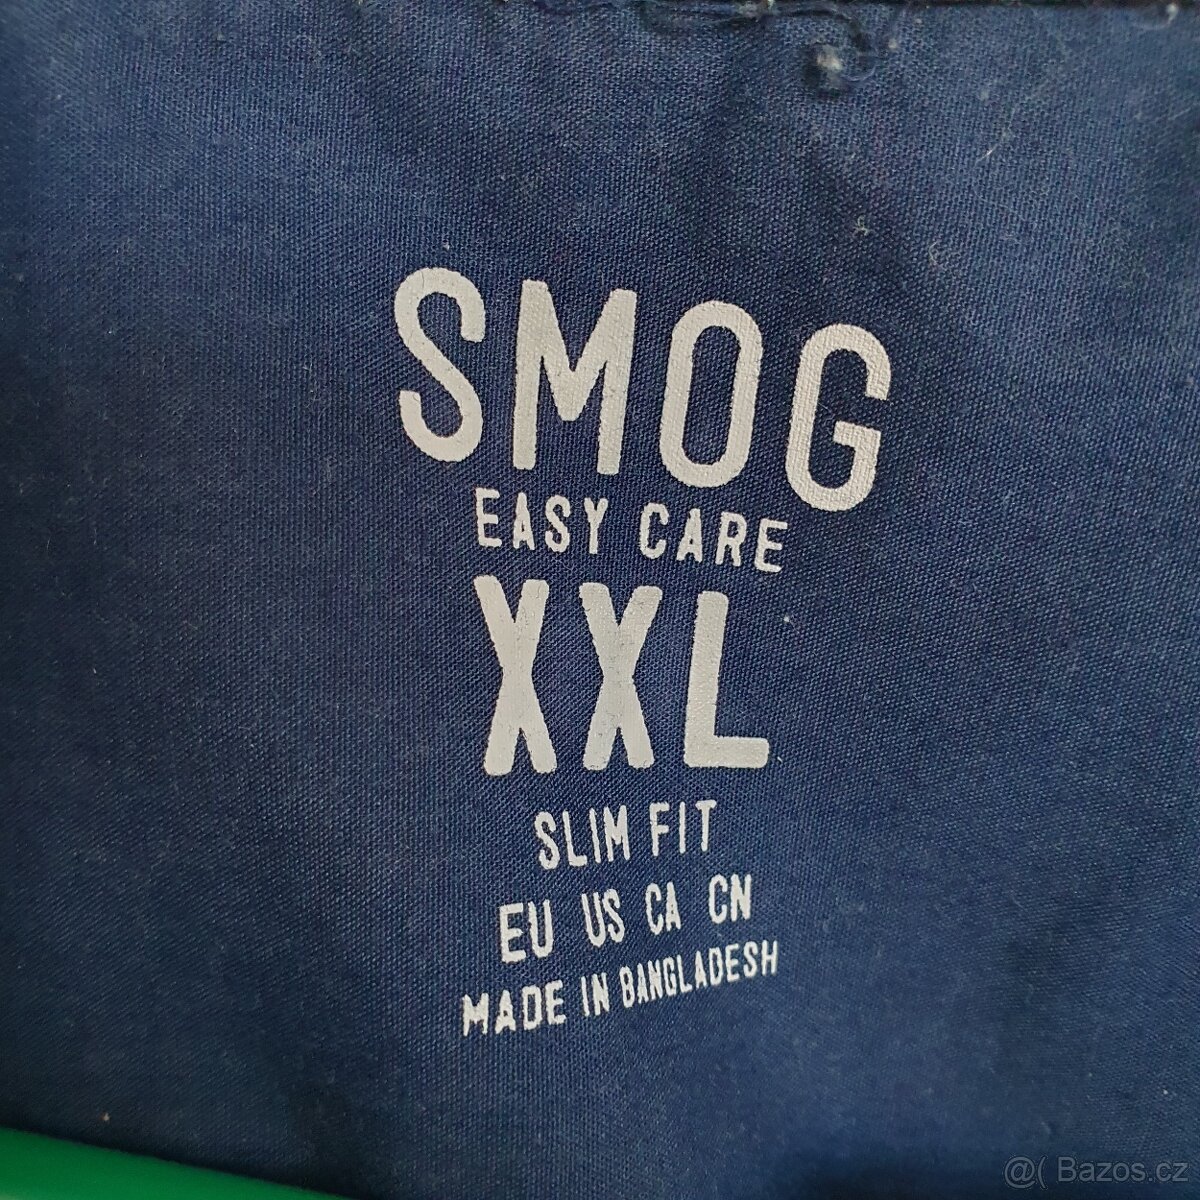 SMOG
EASY CARE
XXL
SLIM FIT
EU US CA CN
MADE IN BANGLADESH
@( Bazos.cz